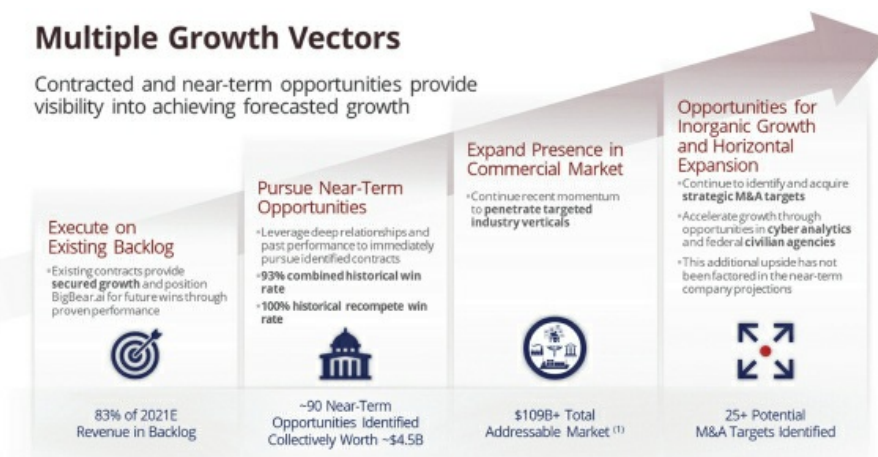 Multiple Growth Vectors
Contracted and near-term opportunities provide
visibility into achieving forecasted growth
Execute on
Existing Backlog
•Existing contracts provide
secured growth and position
BigBear.ai for future wins through
proven performance
83% of 2021E
Revenue in Backlog
Pursue Near-Term
Opportunities
•Leverage deep relationships and
past performance to immediately
pursue identified contracts
•93% combined historical win
rate
•100% historical recompete win
rate
~90 Near-Term
Opportunities Identified
Collectively Worth ~$4.5B
Expand Presence in
Commercial Market
•Continue recent momentum
to penetrate targeted
industry verticals
$109B+ Total
Addressable Market (1)
Opportunities for
Inorganic Growth
and Horizontal
Expansion
•Continue to identify and acquire
strategic M&A targets
•Accelerate growth through
opportunities in cyber analytics
and federal civilian agencies
•This additional upside has not
been factored in the near-term
company projections
25+ Potential
M&A Targets Identified